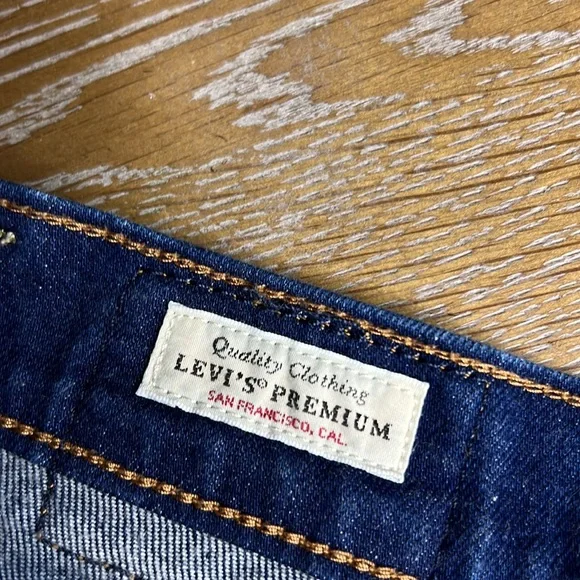 Quality Clothing
LEVI'S® PREMIUM
SAN FRANCISCO, CAL.